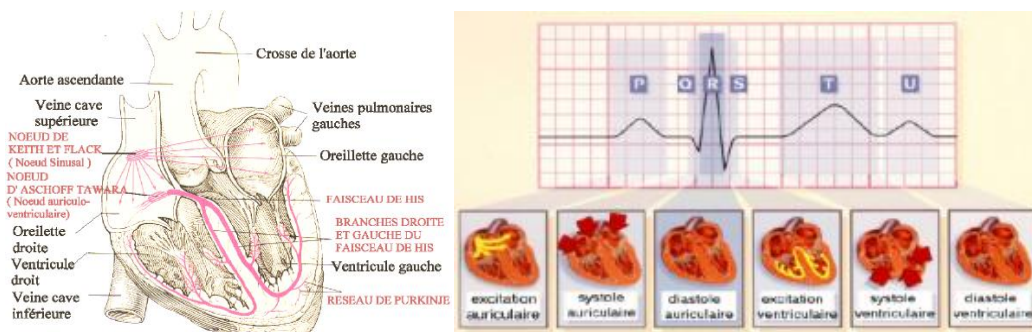 Crosse de l'aorte
Aorte ascendante
Veine cave
supérieure
NOEUD DE
KEITH ET FLACK
( Noeud Sinusal )
NOEUD
D' ASCHOFF TAWARA
( Noeud auriculo-
ventriculaire)
Oreillette
droite
Ventricule
droit
Veine cave
inférieure
Veines pulmonaires
gauches
Oreillette gauche
FAISCEAU DE HIS
BRANCHES DROITE
ET GAUCHE DU
FAISCEAU DE HIS
Ventricule gauche
RESEAU DE PURKINJE
P Q R S T U
excitation
auriculaire
systole
auriculaire
diastole
auriculaire
excitation
ventriculaire
systole
ventriculaire
diastole
ventriculaire